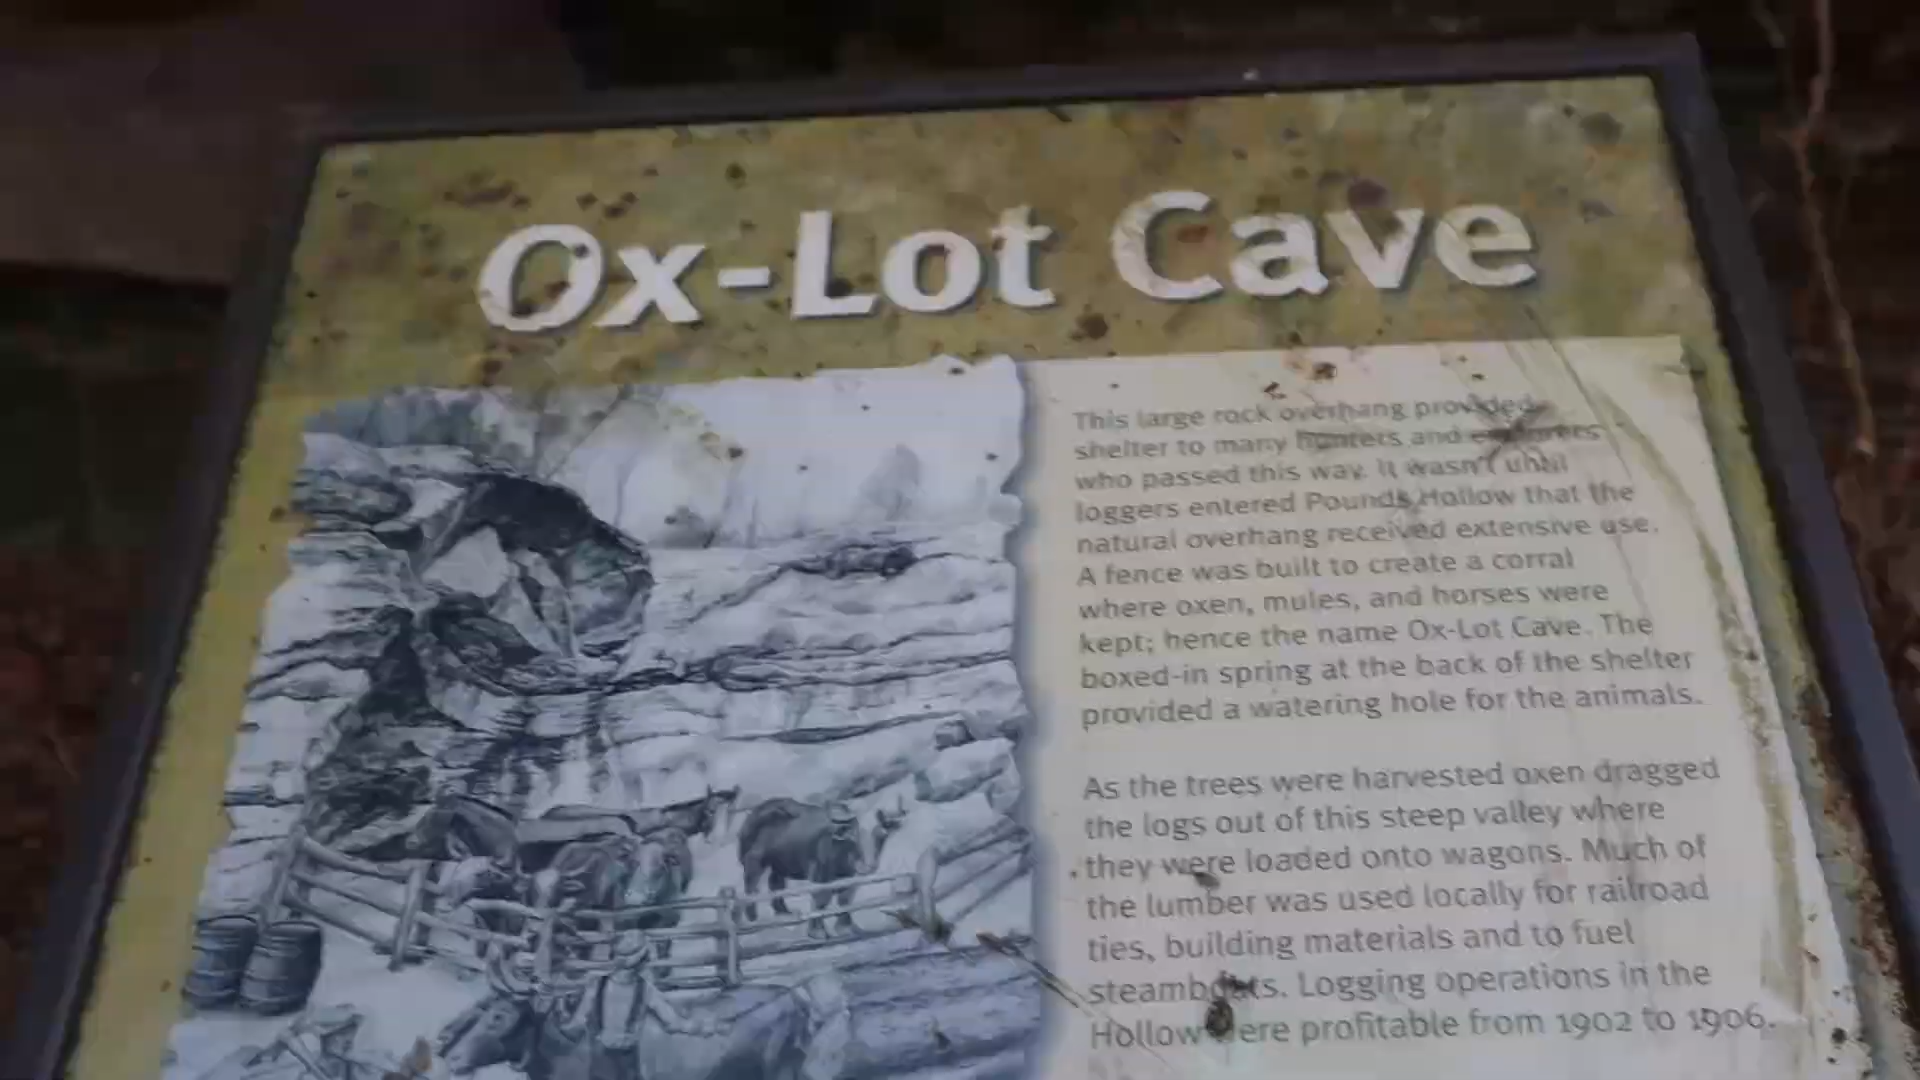 Ox-Lot Cave
This large rock overhang provided
shelter to many hunters and explorers
who passed this way. It wasn't until
loggers entered Pounds Hollow that the
natural overhang received extensive use.
A fence was built to create a corral
where oxen, mules, and horses were
kept; hence the name Ox-Lot Cave. The
boxed-in spring at the back of the shelter
provided a watering hole for the animals.
As the trees were harvested oxen dragged
the logs out of this steep valley where
they were loaded onto wagons. Much of
the lumber was used locally for railroad
ties, building materials and to fuel
steamboats. Logging operations in the
Hollow were profitable from 1902 to 1906.